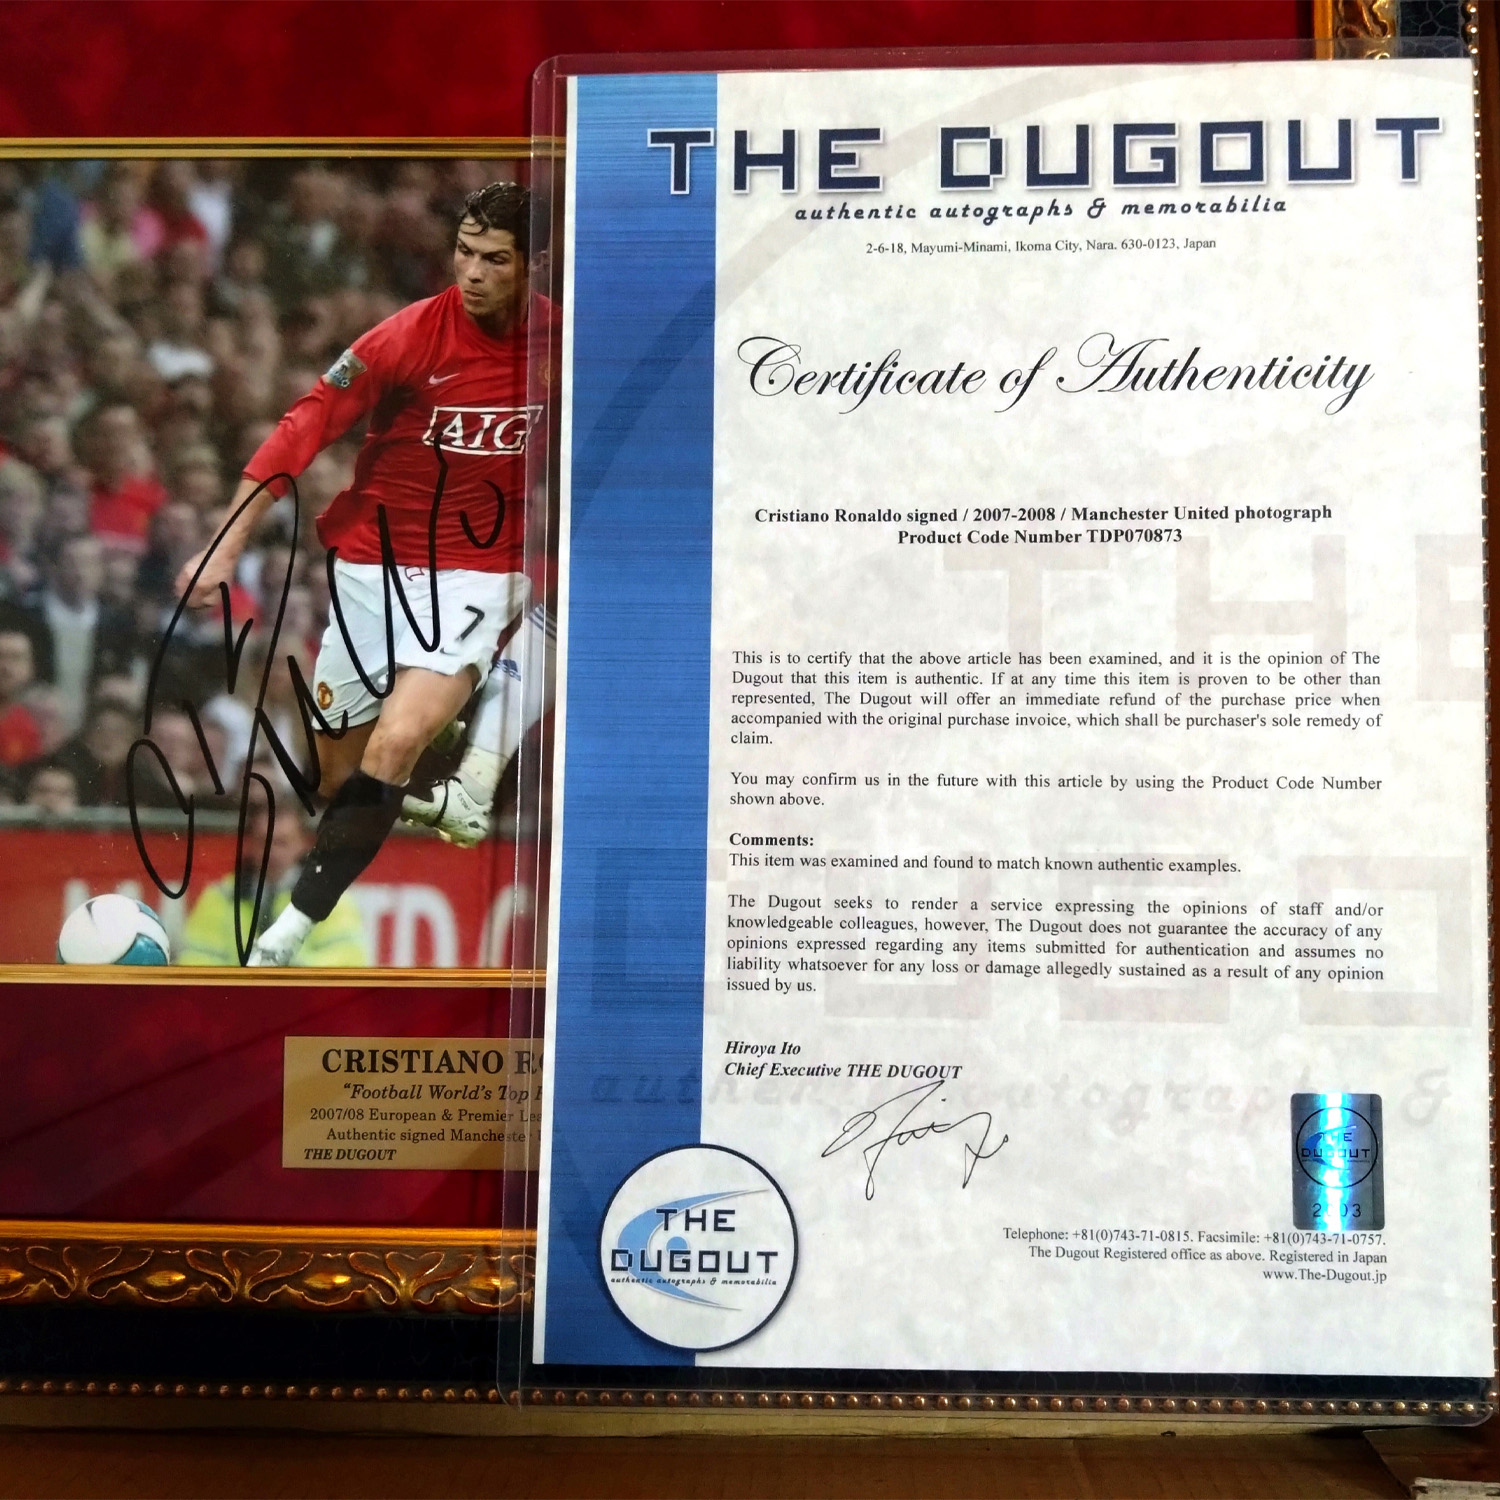 THE DUGOUT
authentic autographs & memorabilia
2-6-18, Mayumi-Minami, Ikoma City, Nara. 630-0123, Japan
Certificate of Authenticity
Cristiano Ronaldo signed / 2007-2008 / Manchester United photograph
Product Code Number TDP070873
This is to certify that the above article has been examined, and it is the opinion of The
Dugout that this item is authentic. If at any time this item is proven to be other than
represented, The Dugout will offer an immediate refund of the purchase price when
accompanied with the original purchase invoice, which shall be purchaser's sole remedy of
claim.
You may confirm us in the future with this article by using the Product Code Number
shown above.
Comments:
This item was examined and found to match known authentic examples.
The Dugout seeks to render a service expressing the opinions of staff and/or
knowledgeable colleagues, however, The Dugout does not guarantee the accuracy of any
opinions expressed regarding any items submitted for authentication and assumes no
liability whatsoever for any loss or damage allegedly sustained as a result of any opinion
issued by us.
Hiroya Ito
Chief Executive THE DUGOUT
THE
DUGOUT
authentic autographs & memorabilia
THE
DUGOUT
Telephone: +81(0)743-71-0815. Facsimile: +81(0)743-71-0757.
The Dugout Registered office as above. Registered in Japan
www.The-Dugout.jp
AIG
7
CRISTIANO
"Football World's Top
2007/08 European & Premier
Authentic signed
THE DUGOUT